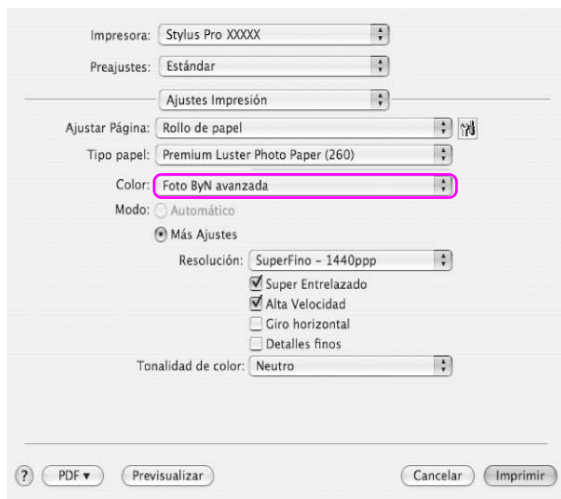 Impresora: Stylus Pro XXXXX
Preajustes: Estándar
Ajustes Impresión
Ajustar Página: Rollo de papel
Tipo papel: Premium Luster Photo Paper (260)
Color: Foto ByN avanzada
Modo: Automático
Más Ajustes
Resolución: SuperFino - 1440ppp
Super Entrelazado
Alta Velocidad
Giro horizontal
Detalles finos
Tonalidad de color: Neutro
? PDF Previsualizar Cancelar Imprimir